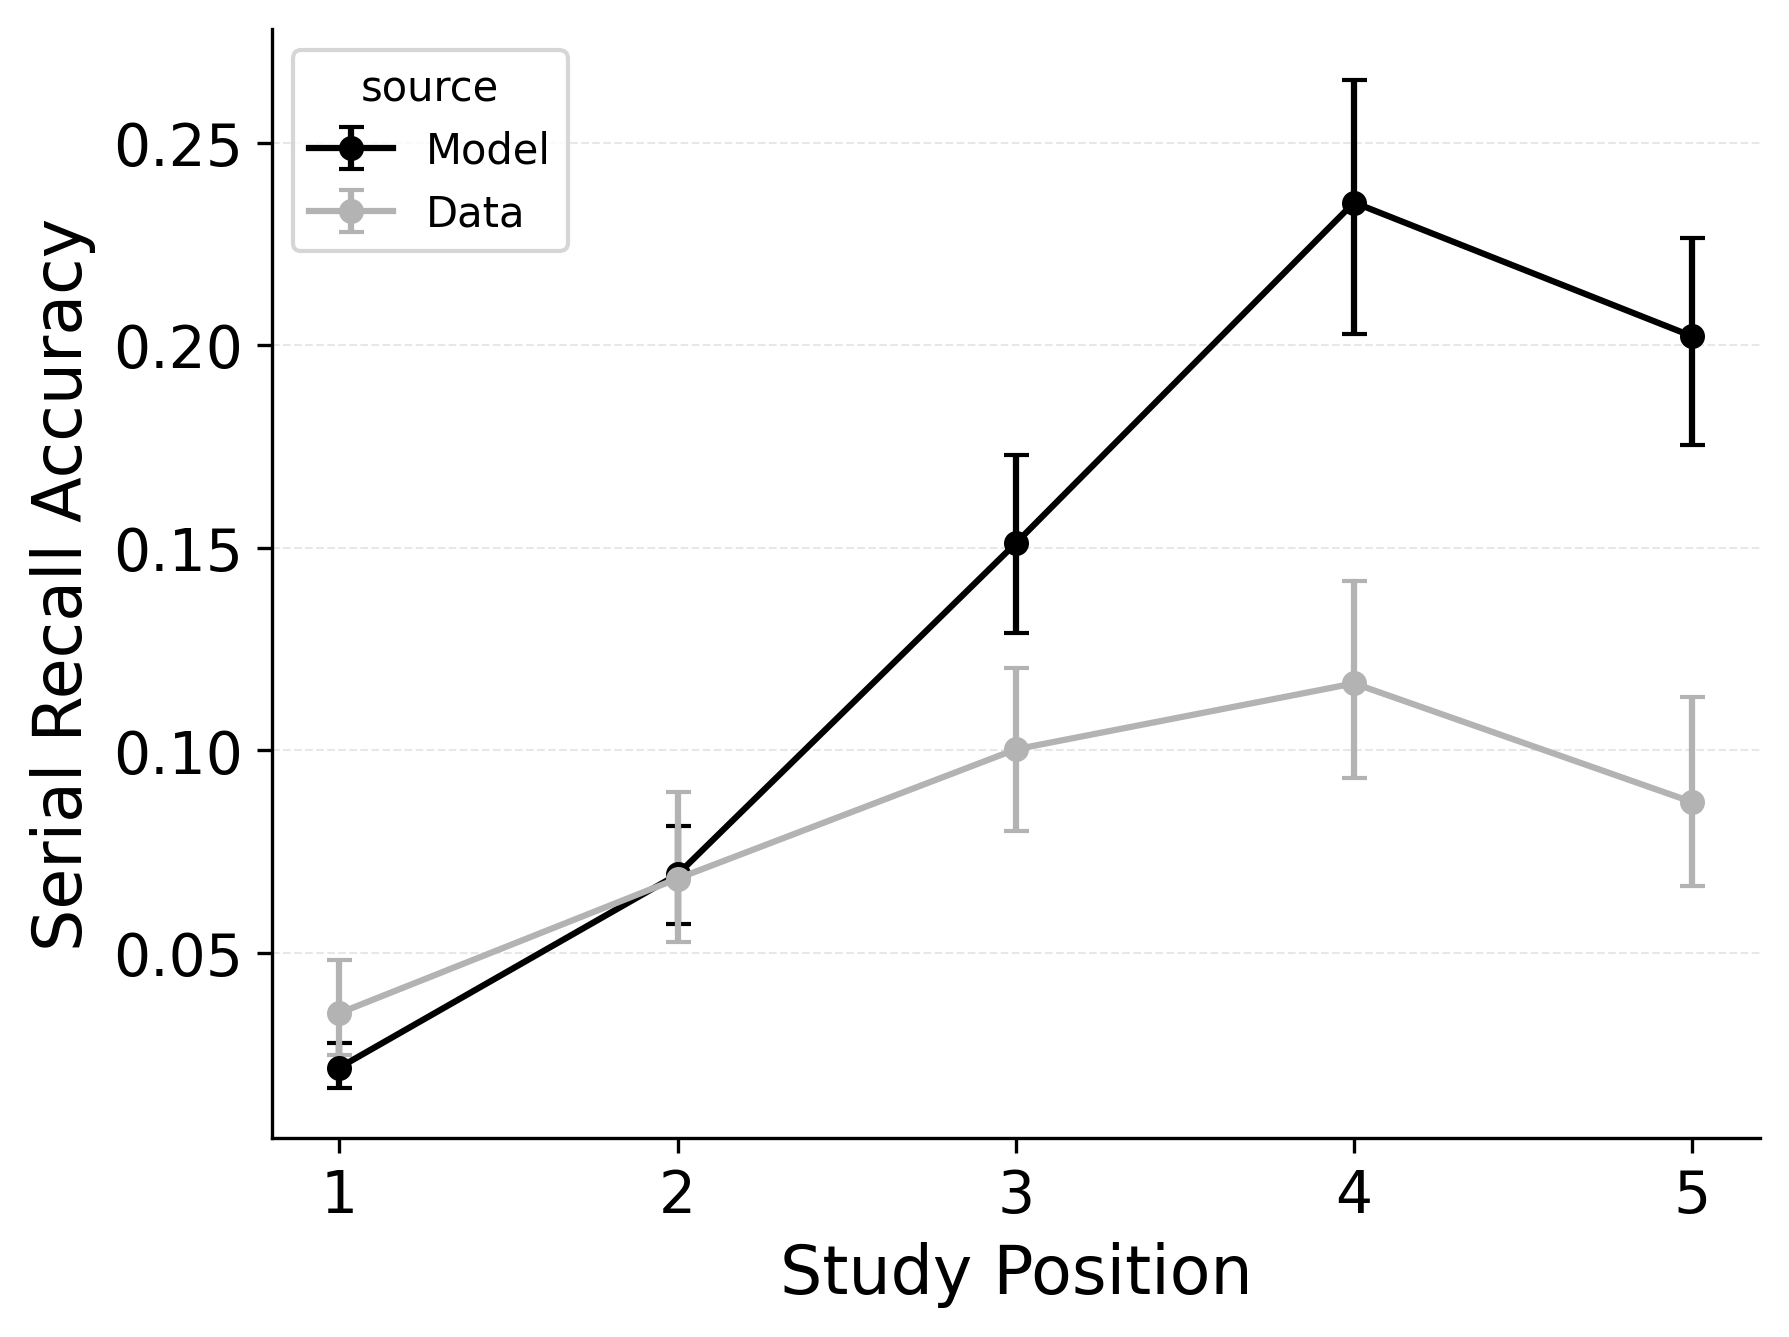 source
Model
Data
Serial Recall Accuracy
0.25
0.20
0.15
0.10
0.05
1 2 3 4 5
Study Position